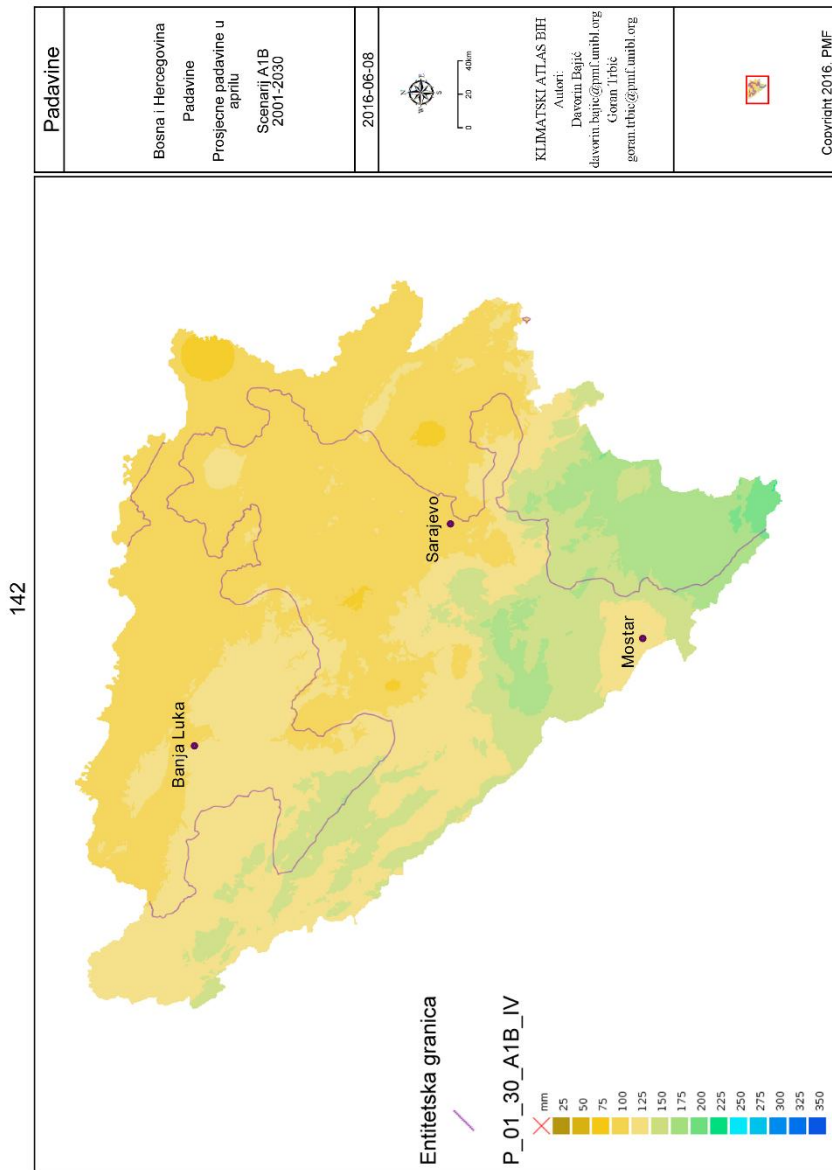 142
Padavine
Bosna i Hercegovina
Padavine
Prosjecne padavine u
aprilu
Scenarij A1B
2001-2030
2016-06-08
N
W E
S
0 20 40km
KLIMATSKI ATLAS BIH
Autori:
Davorin Bajić
davorin.bajic@pmf.unibl.org
Goran Trbić
goran.trbic@pmf.unibl.org
Copyright 2016. PMF
Banja Luka
Sarajevo
Mostar
Entitetska granica
P_01_30_A1B_IV
mm
25
50
75
100
125
150
175
200
225
250
275
300
325
350